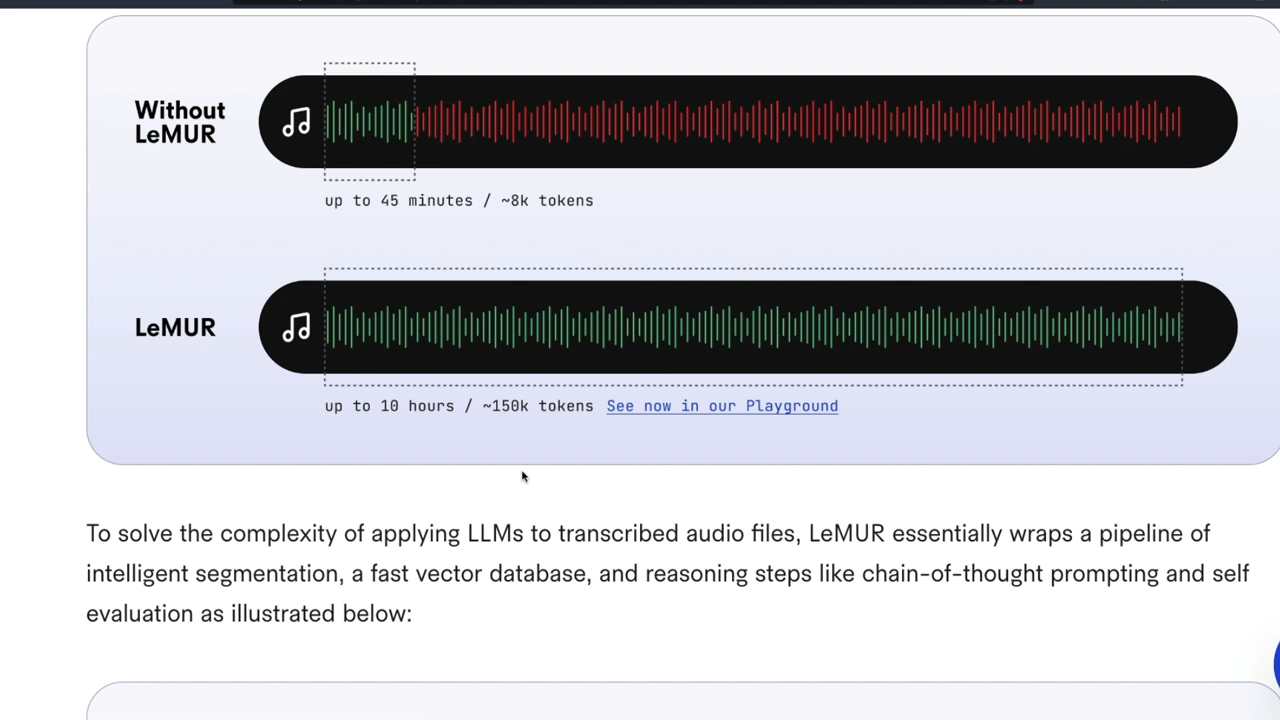 Without
LeMUR
up to 45 minutes / ~8k tokens
LeMUR
up to 10 hours / ~150k tokens See now in our Playground
To solve the complexity of applying LLMs to transcribed audio files, LeMUR essentially wraps a pipeline of
intelligent segmentation, a fast vector database, and reasoning steps like chain-of-thought prompting and self
evaluation as illustrated below: